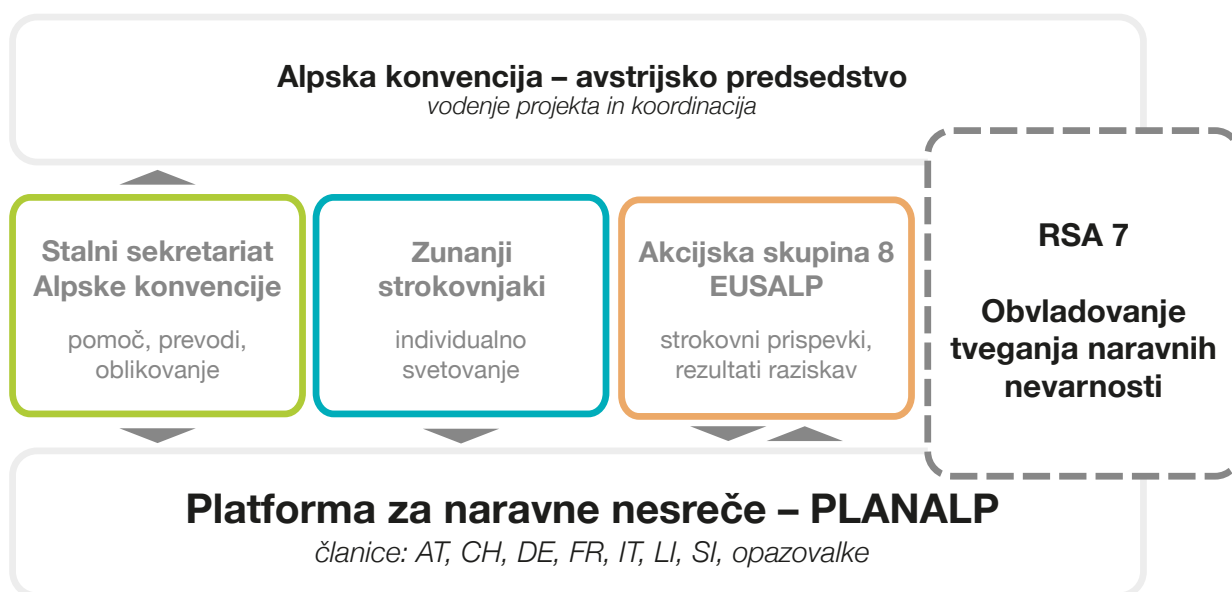 Alpska konvencija – avstrijsko predsedstvo
vodenje projekta in koordinacija
Stalni sekretariat
Alpske konvencije
pomoč, prevodi,
oblikovanje
Zunanji
strokovnjaki
individualno
svetovanje
Akcijska skupina 8
EUSALP
strokovni prispevki,
rezultati raziskav
RSA 7
Obvladovanje
tveganja naravnih
nevarnosti
Platforma za naravne nesreče – PLANALP
članice: AT, CH, DE, FR, IT, LI, SI, opazovalke